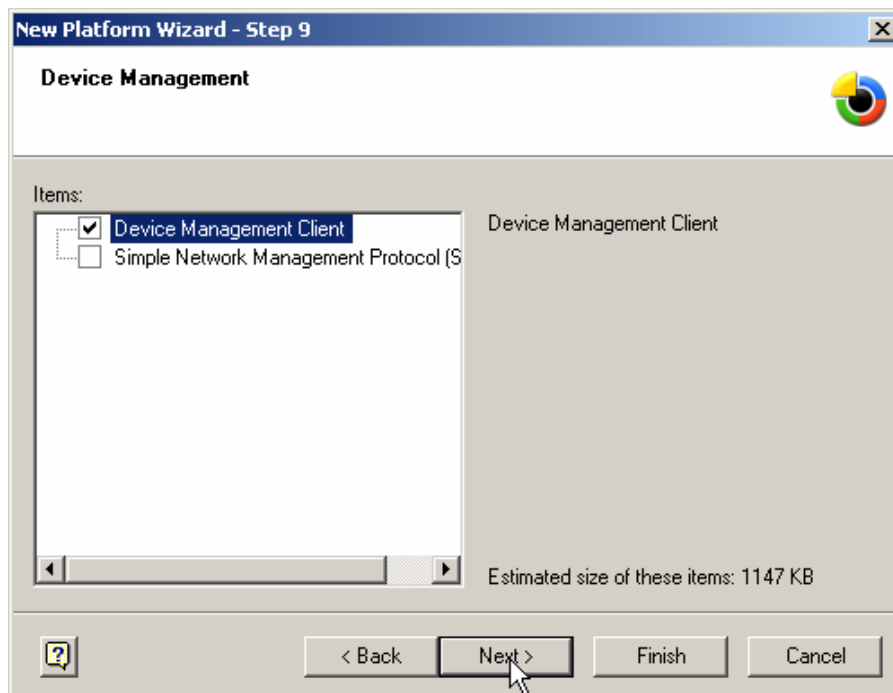 New Platform Wizard - Step 9
Device Management
Items:
Device Management Client
Simple Network Management Protocol (S
Device Management Client
Estimated size of these items: 1147 KB
< Back
Next >
Finish
Cancel